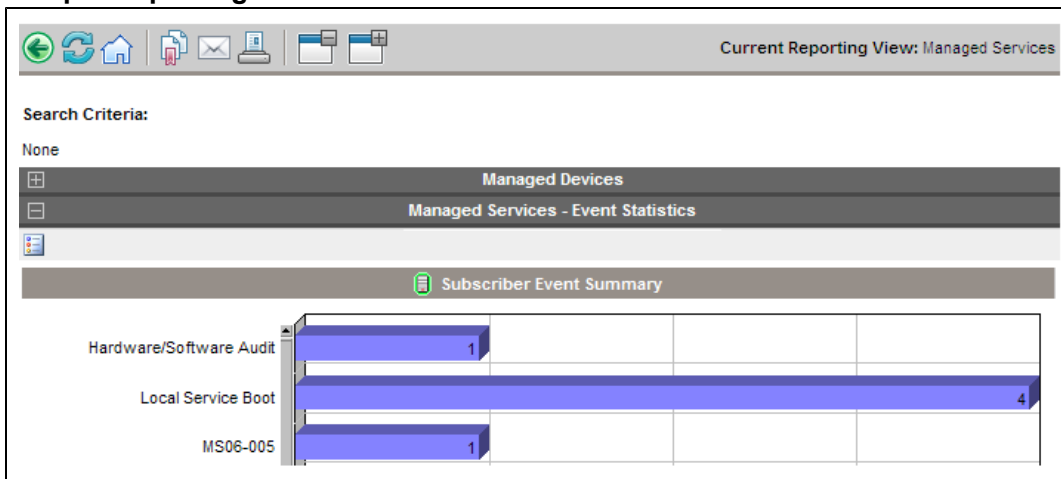 Current Reporting View: Managed Services
Search Criteria:
None
Managed Devices
Managed Services - Event Statistics
Subscriber Event Summary
Hardware/Software Audit 1
Local Service Boot 4
MS06-005 1